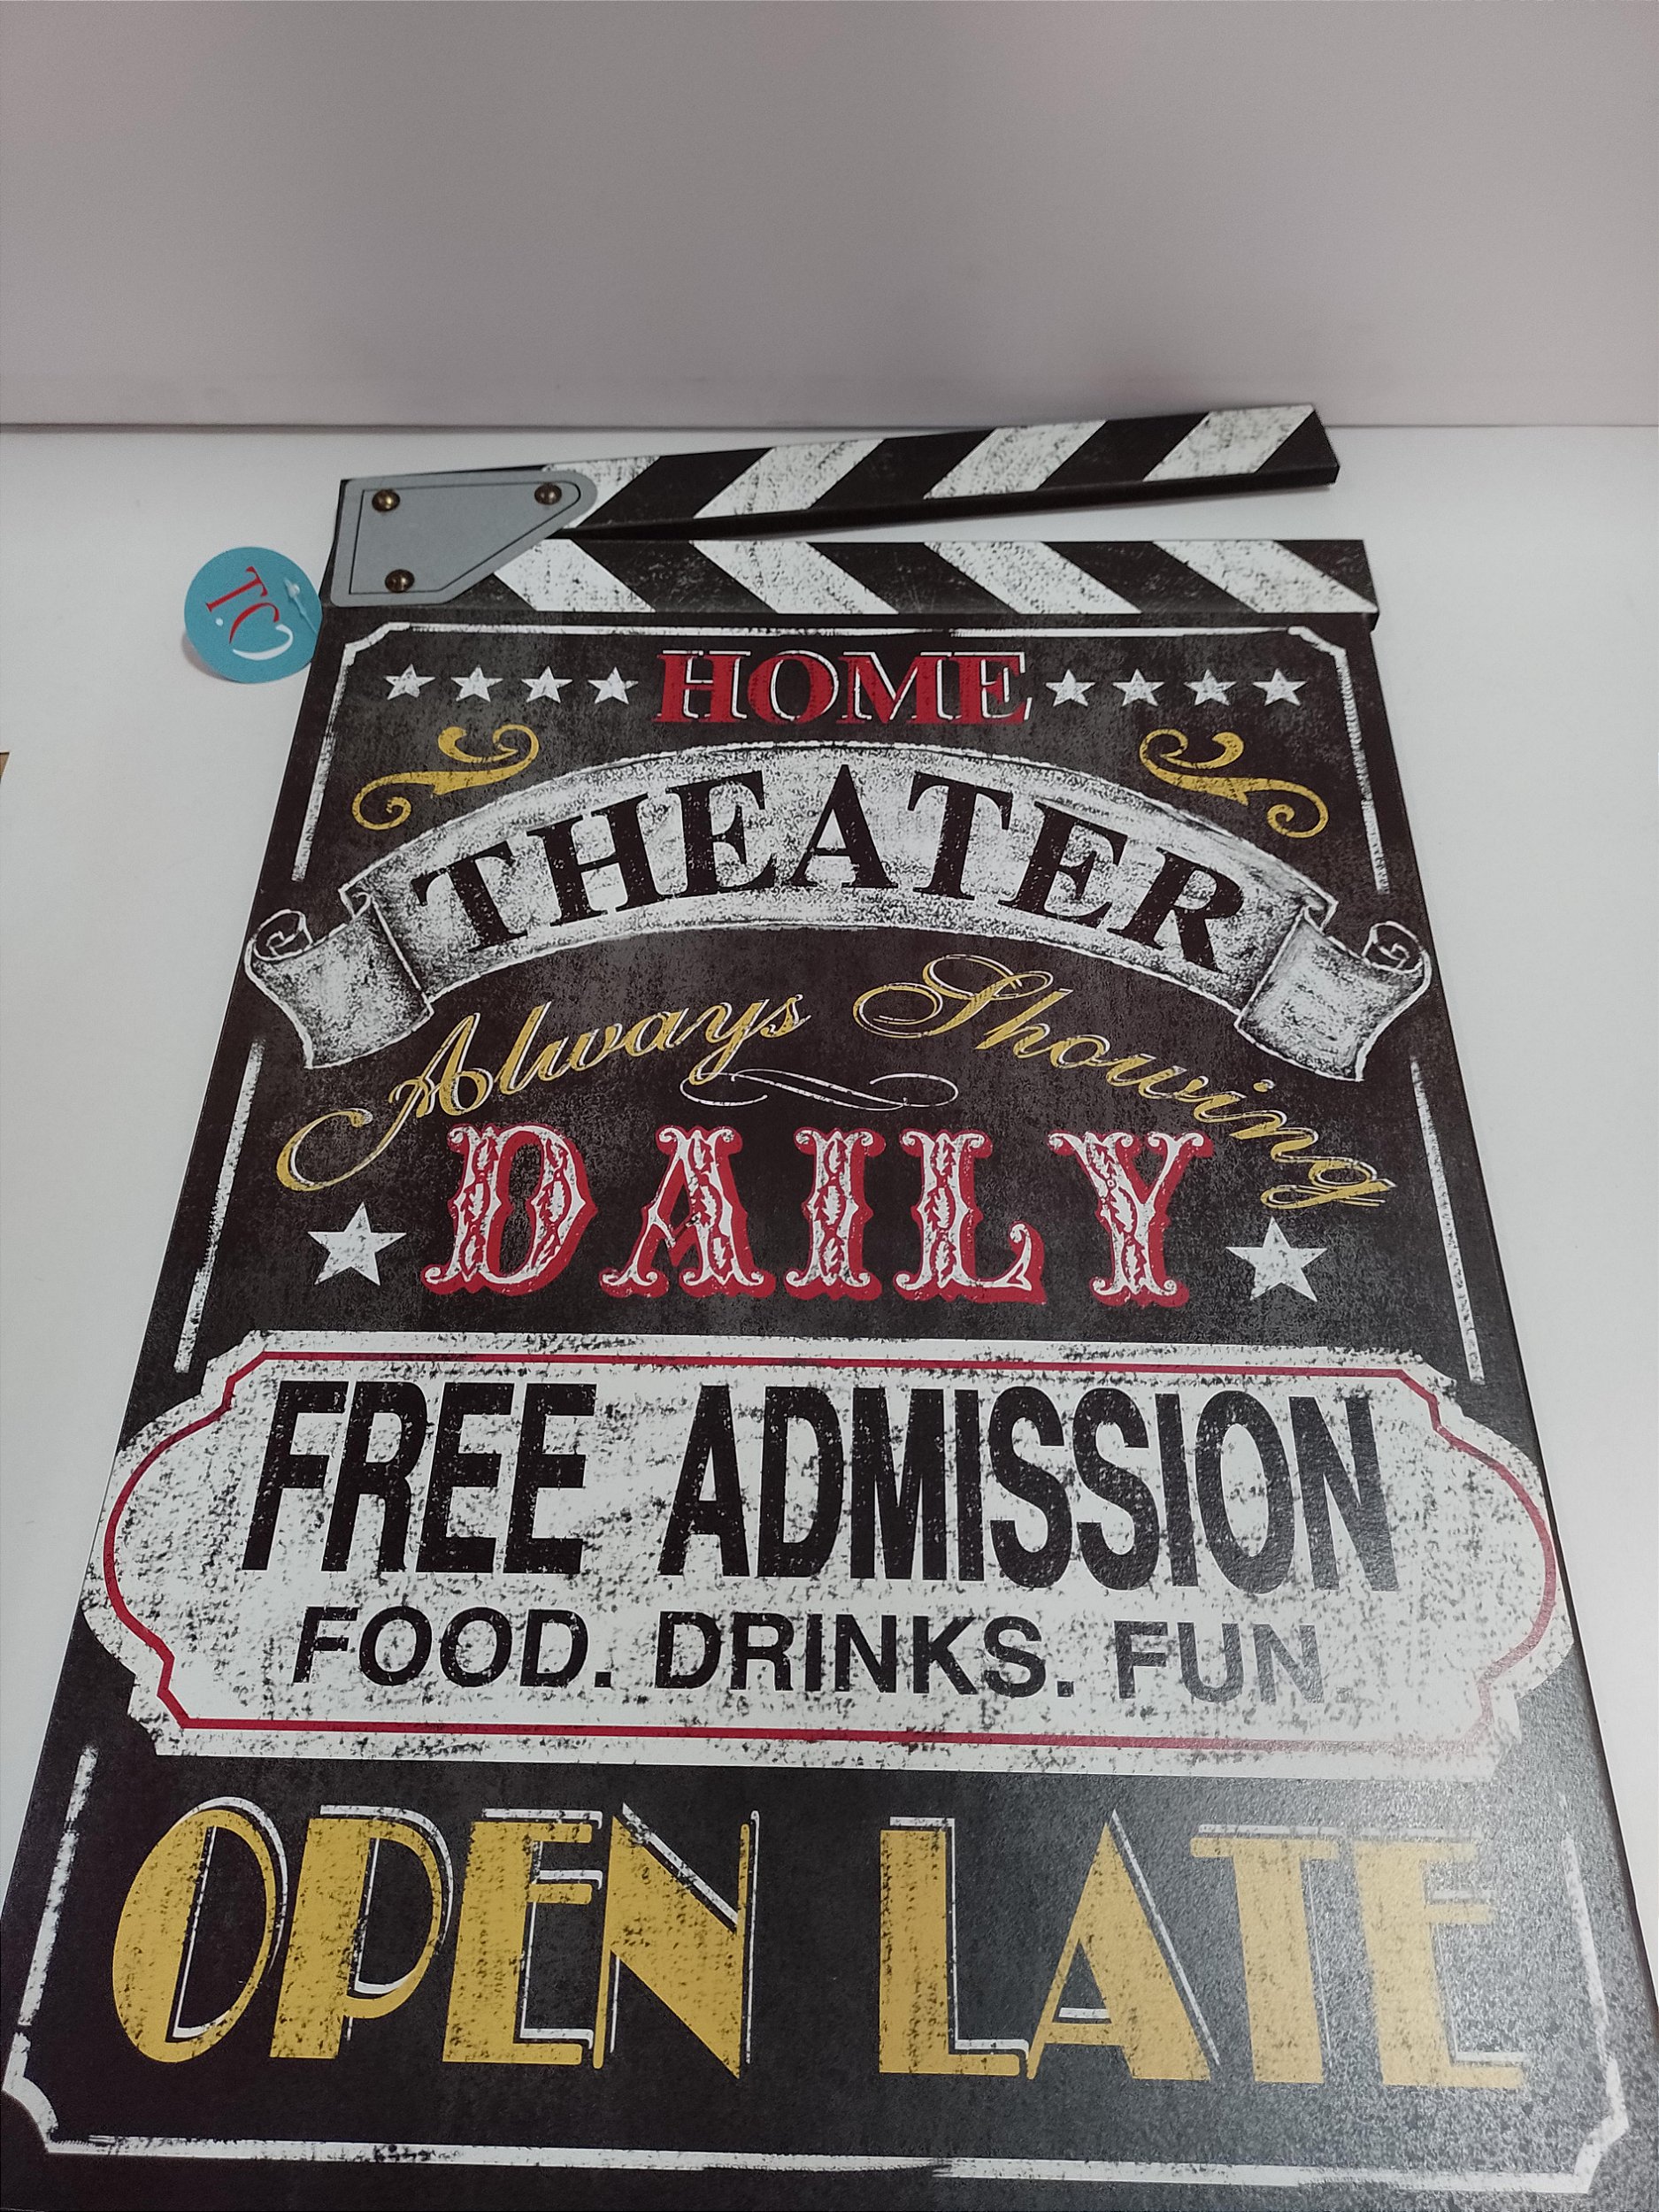 T.C
HOME
THEATER
Always Showing
DAILY
FREE ADMISSION
FOOD. DRINKS. FUN.
OPEN LATE